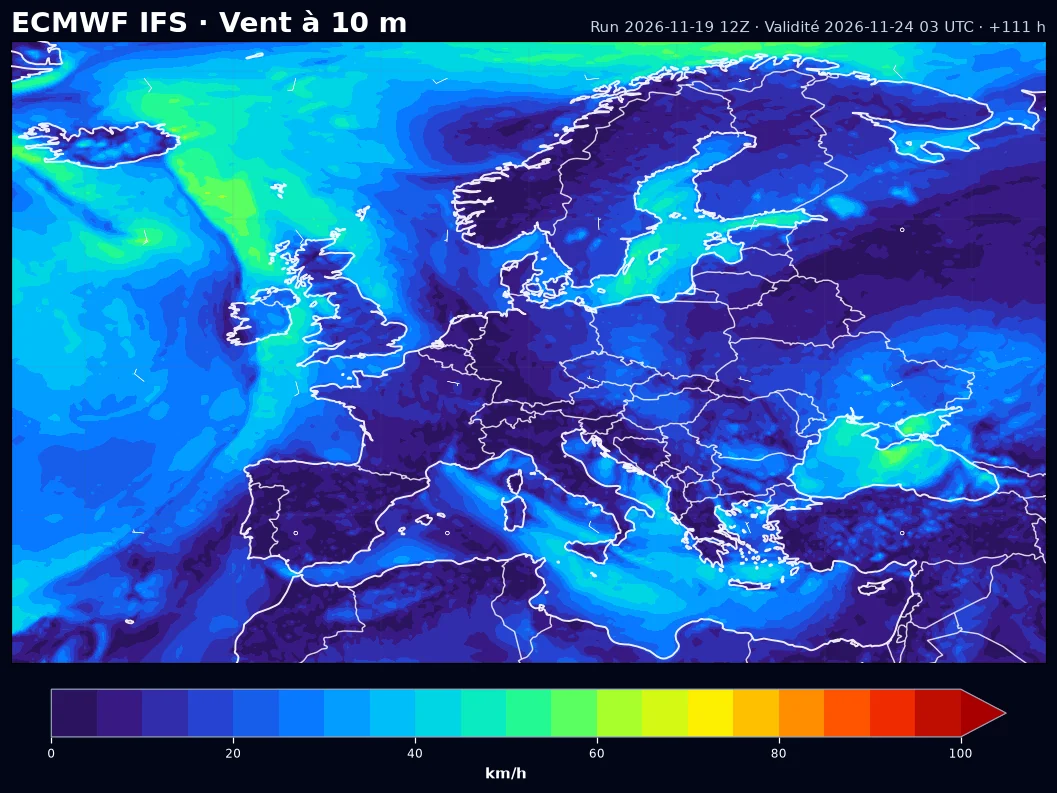 ECMWF IFS · Vent à 10 m
Run 2026-11-19 12Z · Validité 2026-11-24 03 UTC · +111 h
0 20 40 60 80 100
km/h